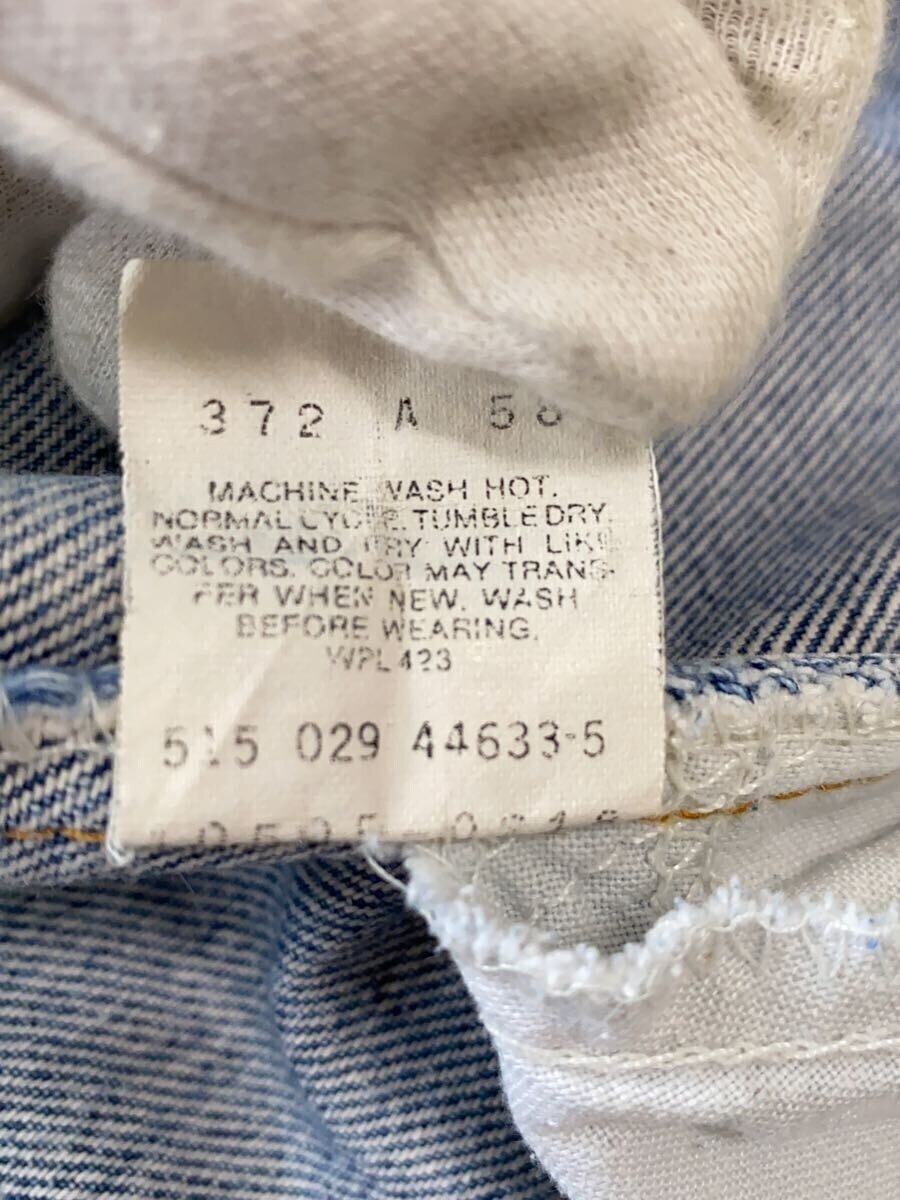 372 A 58
MACHINE WASH HOT.
NORMAL CYCLE. TUMBLE DRY.
WASH AND DRY WITH LIKE
COLORS. COLOR MAY TRANS-
FER WHEN NEW. WASH
BEFORE WEARING.
WPL423
515 029 44633-5